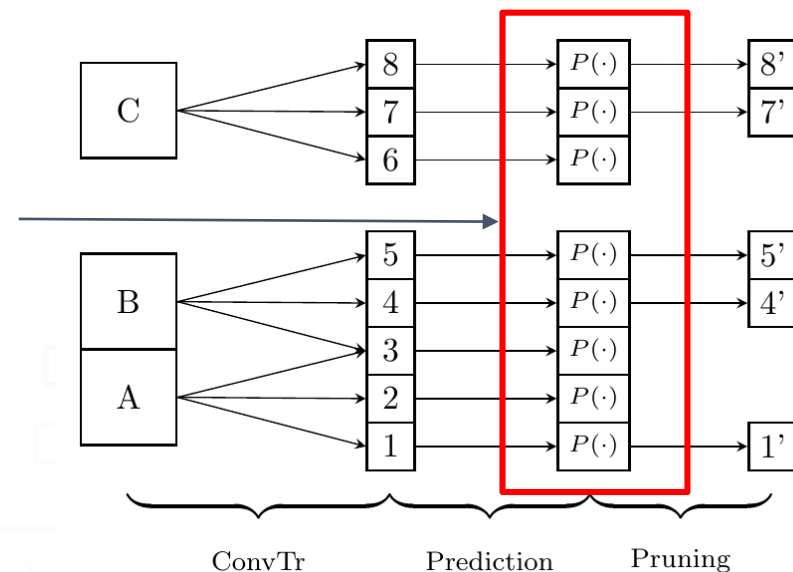 8 P(·) 8’
C 7 P(·) 7’
6 P(·)
5 P(·) 5’
B 4 P(·) 4’
3 P(·)
A 2 P(·)
1 P(·) 1’
ConvTr Prediction Pruning